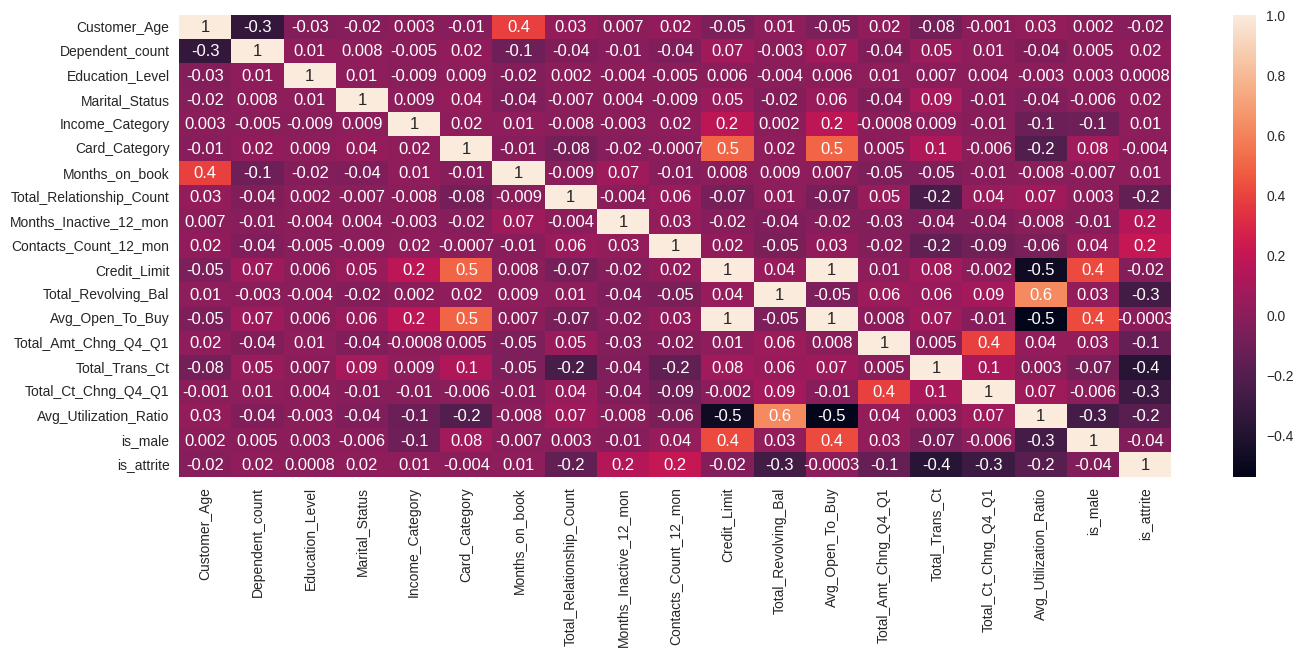 Customer_Age 1 -0.3 -0.03 -0.02 0.003 -0.01 0.4 0.03 0.007 0.02 -0.05 0.01 -0.05 0.02 -0.08 -0.001 0.03 0.002 -0.02 1.0
Dependent_count -0.3 1 0.01 0.008 -0.005 0.02 -0.1 -0.04 -0.01 -0.04 0.07 -0.003 0.07 -0.04 0.05 0.01 -0.04 0.005 0.02
Education_Level -0.03 0.01 1 0.01 -0.009 0.009 -0.02 0.002 -0.004 -0.005 0.006 -0.004 0.006 0.01 0.007 0.004 -0.003 0.003 0.0008 0.8
Marital_Status -0.02 0.008 0.01 1 0.009 0.04 -0.04 -0.007 0.004 -0.009 0.05 -0.02 0.06 -0.04 0.09 -0.01 -0.04 -0.006 0.02
Income_Category 0.003 -0.005 -0.009 0.009 1 0.02 0.01 -0.008 -0.003 0.02 0.2 0.002 0.2 -0.0008 0.009 -0.01 -0.1 -0.1 0.01
Card_Category -0.01 0.02 0.009 0.04 0.02 1 -0.01 -0.08 -0.02 -0.0007 0.5 0.02 0.5 0.005 0.1 -0.006 -0.2 0.08 -0.004 0.6
Months_on_book 0.4 -0.1 -0.02 -0.04 0.01 -0.01 1 -0.009 0.07 -0.01 0.008 0.009 0.007 -0.05 -0.05 -0.01 -0.008 -0.007 0.01
Total_Relationship_Count 0.03 -0.04 0.002 -0.007 -0.008 -0.08 -0.009 1 -0.004 0.06 -0.07 0.01 -0.07 0.05 -0.2 0.04 0.07 0.003 -0.2 0.4
Months_Inactive_12_mon 0.007 -0.01 -0.004 0.004 -0.003 -0.02 0.07 -0.004 1 0.03 -0.02 -0.04 -0.02 -0.03 -0.04 -0.04 -0.008 -0.01 0.2
Contacts_Count_12_mon 0.02 -0.04 -0.005 -0.009 0.02 -0.0007 -0.01 0.06 0.03 1 0.02 -0.05 0.03 -0.02 -0.2 -0.09 -0.06 0.04 0.2 0.2
Credit_Limit -0.05 0.07 0.006 0.05 0.2 0.5 0.008 -0.07 -0.02 0.02 1 0.04 1 0.01 0.08 -0.002 -0.5 0.4 -0.02
Total_Revolving_Bal 0.01 -0.003 -0.004 -0.02 0.002 0.02 0.009 0.01 -0.04 -0.05 0.04 1 -0.05 0.06 0.06 0.09 0.6 0.03 -0.3
Avg_Open_To_Buy -0.05 0.07 0.006 0.06 0.2 0.5 0.007 -0.07 -0.02 0.03 1 -0.05 1 0.008 0.07 -0.01 -0.5 0.4 -0.0003 0.0
Total_Amt_Chng_Q4_Q1 0.02 -0.04 0.01 -0.04 -0.0008 0.005 -0.05 0.05 -0.03 -0.02 0.01 0.06 0.008 1 0.005 0.4 0.04 0.03 -0.1
Total_Trans_Ct -0.08 0.05 0.007 0.09 0.009 0.1 -0.05 -0.2 -0.04 -0.2 0.08 0.06 0.07 0.005 1 0.1 0.003 -0.07 -0.4 −0.2
Total_Ct_Chng_Q4_Q1 -0.001 0.01 0.004 -0.01 -0.01 -0.006 -0.01 0.04 -0.04 -0.09 -0.002 0.09 -0.01 0.4 0.1 1 0.07 -0.006 -0.3
Avg_Utilization_Ratio 0.03 -0.04 -0.003 -0.04 -0.1 -0.2 -0.008 0.07 -0.008 -0.06 -0.5 0.6 -0.5 0.04 0.003 0.07 1 -0.3 -0.2
is_male 0.002 0.005 0.003 -0.006 -0.1 0.08 -0.007 0.003 -0.01 0.04 0.4 0.03 0.4 0.03 -0.07 -0.006 -0.3 1 -0.04 −0.4
is_attrite -0.02 0.02 0.0008 0.02 0.01 -0.004 0.01 -0.2 0.2 0.2 -0.02 -0.3 -0.0003 -0.1 -0.4 -0.3 -0.2 -0.04 1
Customer_Age
Dependent_count
Education_Level
Marital_Status
Income_Category
Card_Category
Months_on_book
Total_Relationship_Count
Months_Inactive_12_mon
Contacts_Count_12_mon
Credit_Limit
Total_Revolving_Bal
Avg_Open_To_Buy
Total_Amt_Chng_Q4_Q1
Total_Trans_Ct
Total_Ct_Chng_Q4_Q1
Avg_Utilization_Ratio
is_male
is_attrite